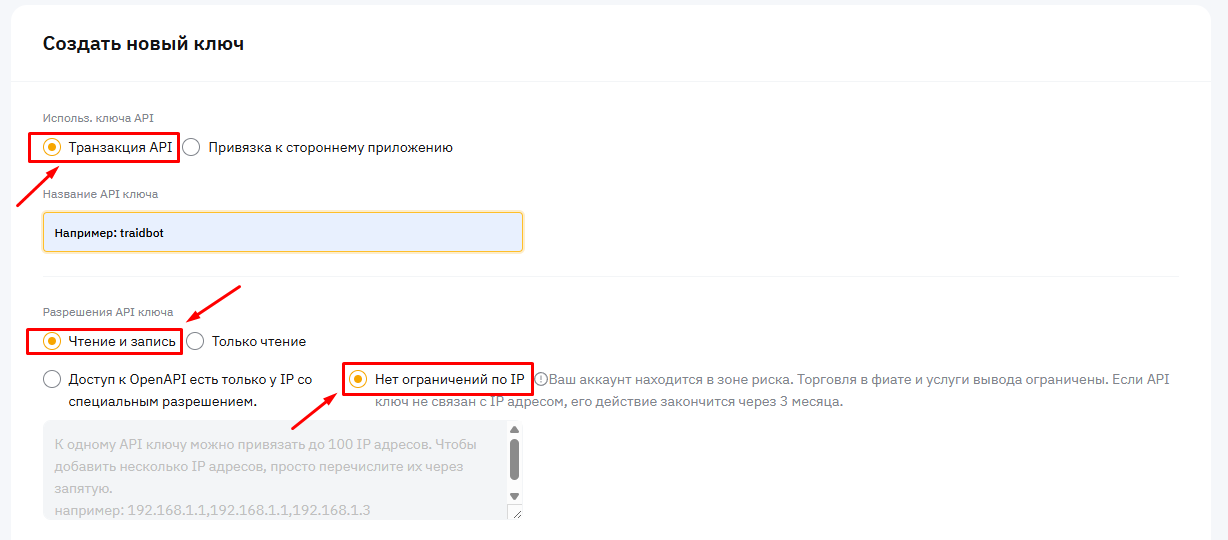 Создать новый ключ
Использ. ключа API
Транзакция API Привязка к стороннему приложению
Название API ключа
Например: traidbot
Разрешения API ключа
Чтение и запись Только чтение
Доступ к OpenAPI есть только у IP со
специальным разрешением.
Нет ограничений по IP Ваш аккаунт находится в зоне риска. Торговля в фиате и услуги вывода ограничены. Если API
ключ не связан с IP адресом, его действие закончится через 3 месяца.
К одному API ключу можно привязать до 100 IP адресов. Чтобы
добавить несколько IP адресов, просто перечислите их через
запятую.
например: 192.168.1.1,192.168.1.1,192.168.1.3